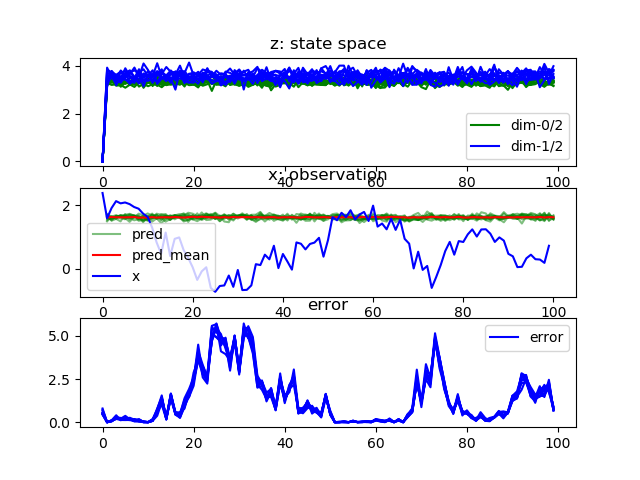 z: state space
4
2
0
dim-0/2
dim-1/2
0 20 40 60 80 100
x: observation
2
0
pred
pred_mean
x
0 20 40 60 80 100
error
5.0
2.5
0.0
error
0 20 40 60 80 100